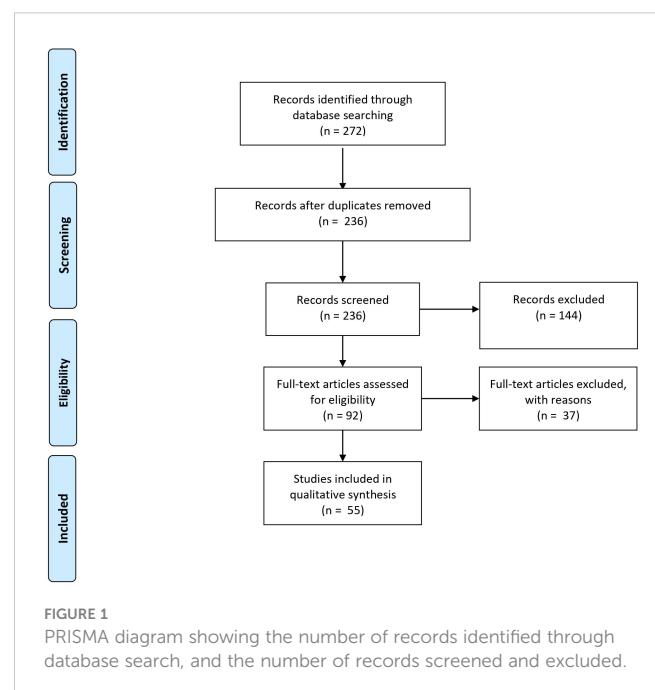 Identification
Records identified through
database searching
(n = 272)
Screening
Records after duplicates removed
(n = 236)
Records screened
(n = 236)
Records excluded
(n = 144)
Eligibility
Full-text articles assessed
for eligibility
(n = 92)
Full-text articles excluded,
with reasons
(n = 37)
Included
Studies included in
qualitative synthesis
(n = 55)
FIGURE 1
PRISMA diagram showing the number of records identified through
database search, and the number of records screened and excluded.